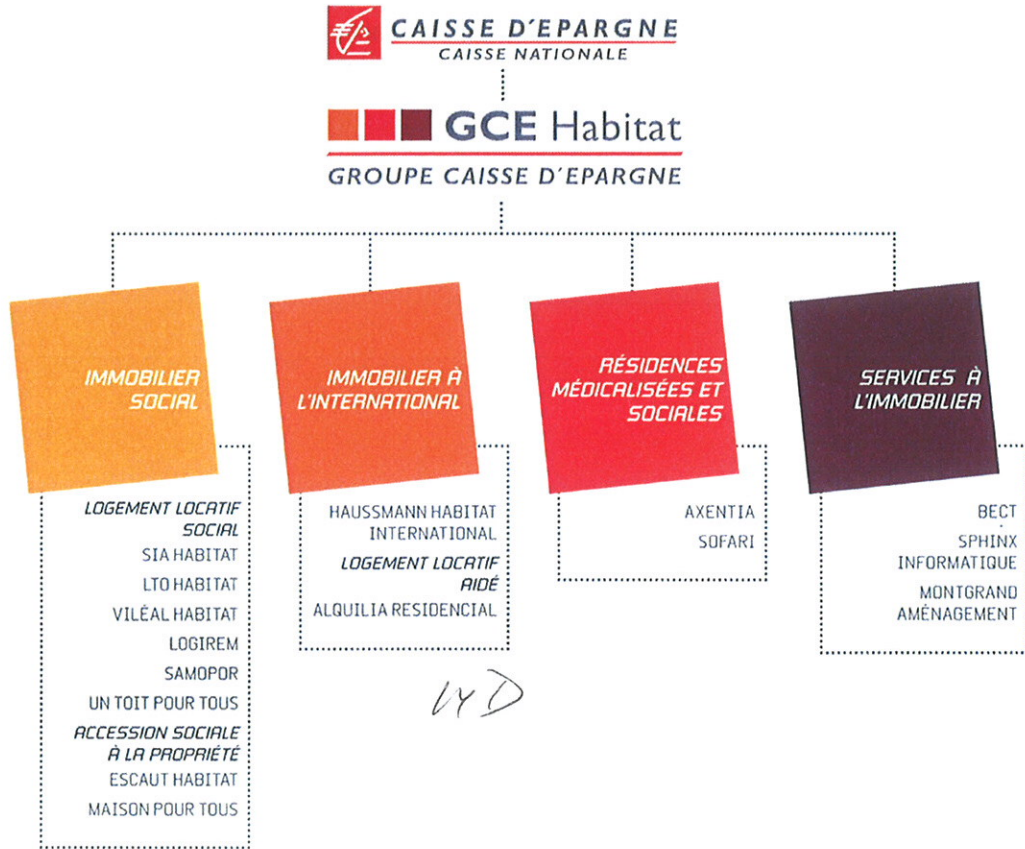 CAISSE D'EPARGNE
CAISSE NATIONALE
GCE Habitat
GROUPE CAISSE D'EPARGNE
IMMOBILIER
SOCIAL
LOGEMENT LOCATIF
SOCIAL
SIA HABITAT
LTO HABITAT
VILÉAL HABITAT
LOGIREM
SAMOPOR
UN TOIT POUR TOUS
ACCESSION SOCIALE
À LA PROPRIÉTÉ
ESCAUT HABITAT
MAISON POUR TOUS
IMMOBILIER À
L'INTERNATIONAL
HAUSSMANN HABITAT
INTERNATIONAL
LOGEMENT LOCATIF
AIDÉ
ALQUILIA RESIDENCIAL
RÉSIDENCES
MÉDICALISÉES ET
SOCIALES
AXENTIA
SOFARI
SERVICES À
L'IMMOBILIER
BECT
SPHINX
INFORMATIQUE
MONTGRAND
AMÉNAGEMENT